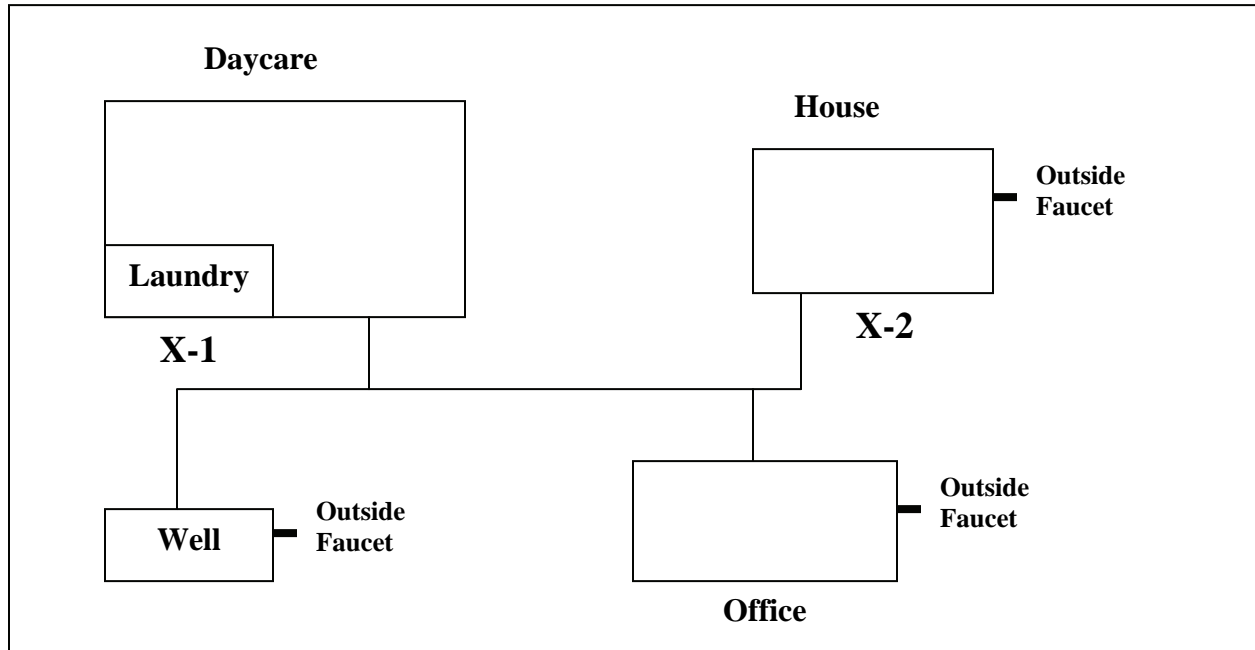 Daycare
House
Outside
Faucet
Laundry
X-1
X-2
Well
Outside
Faucet
Outside
Faucet
Office